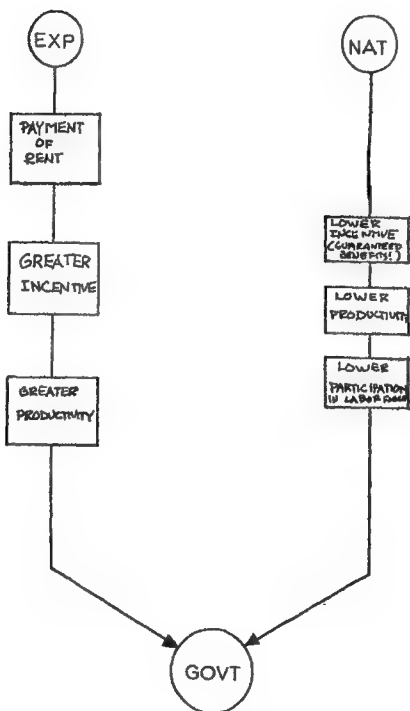 EXP
PAYMENT
OF
RENT
GREATER
INCENTIVE
GREATER
PRODUCTIVITY
NAT
LOWER
INCENTIVE
(GUARANTEED
BENEFITS!)
LOWER
PRODUCTIVITY
LOWER
PARTICIPATION
IN LABOR FORCE
GOVT